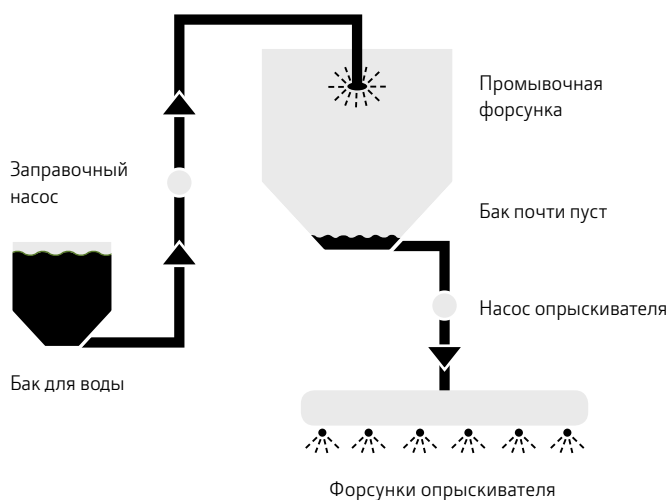 Промывочная
форсунка
Заправочный
насос
Бак почти пуст
Насос опрыскивателя
Бак для воды
Форсунки опрыскивателя